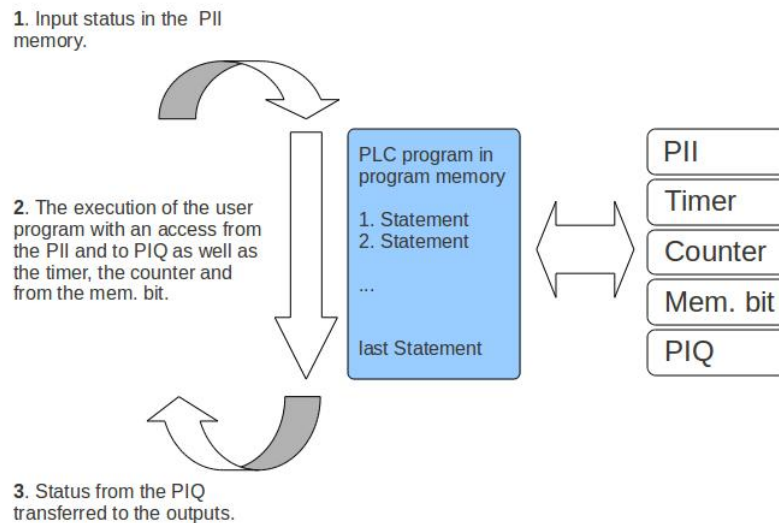 1. Input status in the PII
memory.
PLC program in
program memory
1. Statement
2. Statement
...
last Statement
PII
Timer
Counter
Mem. bit
PIQ
2. The execution of the user
program with an access from
the PII and to PIQ as well as
the timer, the counter and
from the mem. bit.
3. Status from the PIQ
transferred to the outputs.